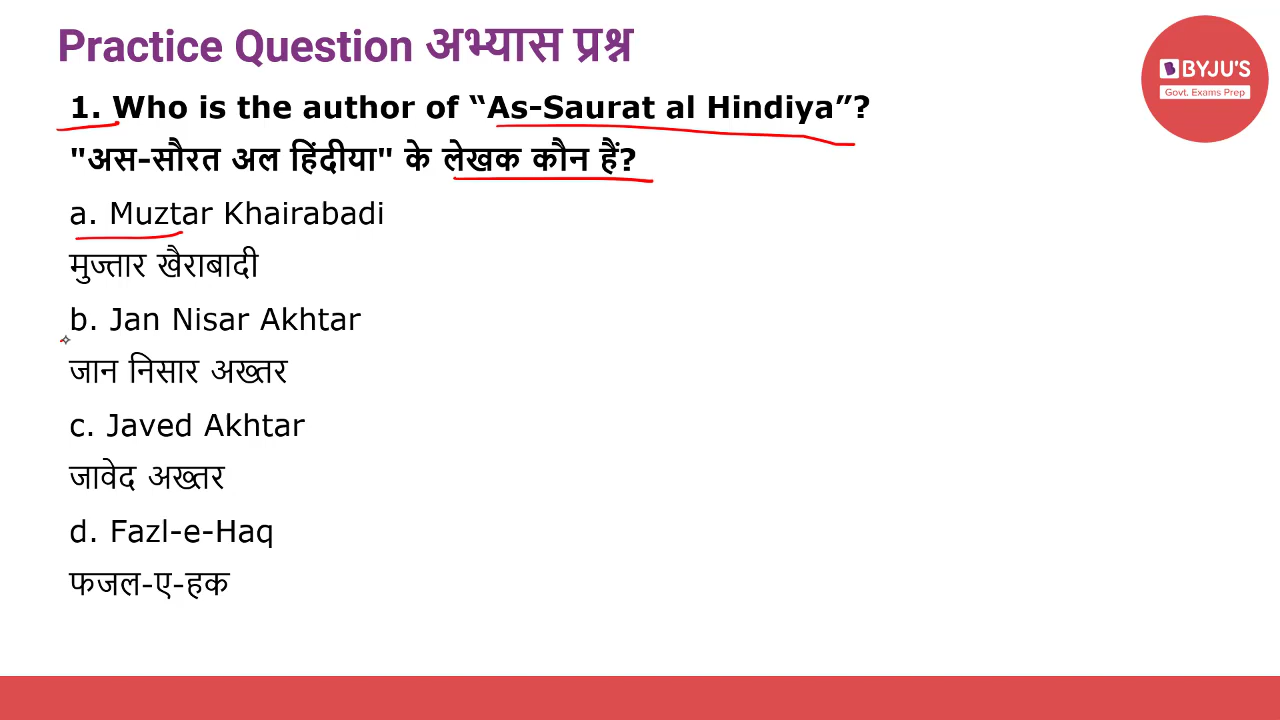 Practice Question अभ्यास प्रश्न
BYJU'S
Govt. Exams Prep
1. Who is the author of “As-Saurat al Hindiya”?
"अस-सौरत अल हिंदीया" के लेखक कौन हैं?
a. Muztar Khairabadi
मुज्तार खैराबादी
b. Jan Nisar Akhtar
जान निसार अख्तर
c. Javed Akhtar
जावेद अख्तर
d. Fazl-e-Haq
फजल-ए-हक